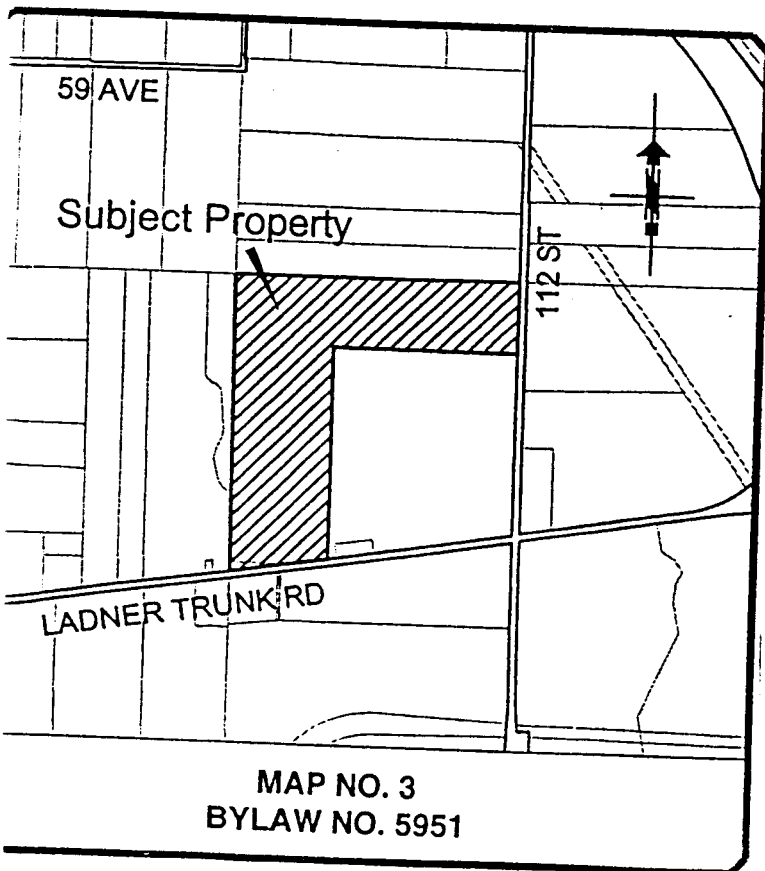 59 AVE
Subject Property
112 ST
LADNER TRUNK RD
MAP NO. 3
BYLAW NO. 5951